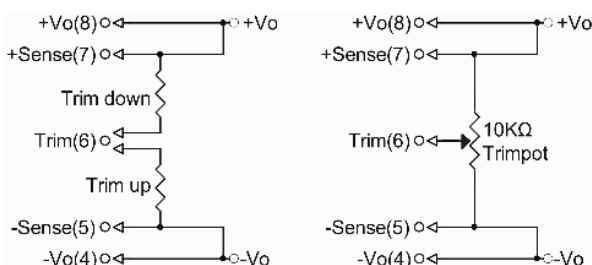 +Vo(8) +Vo
+Sense(7)
Trim down
Trim(6)
Trim up
-Sense(5)
-Vo(4) -Vo
+Vo(8) +Vo
+Sense(7)
Trim(6)
10KΩ
Trimpot
-Sense(5)
-Vo(4) -Vo